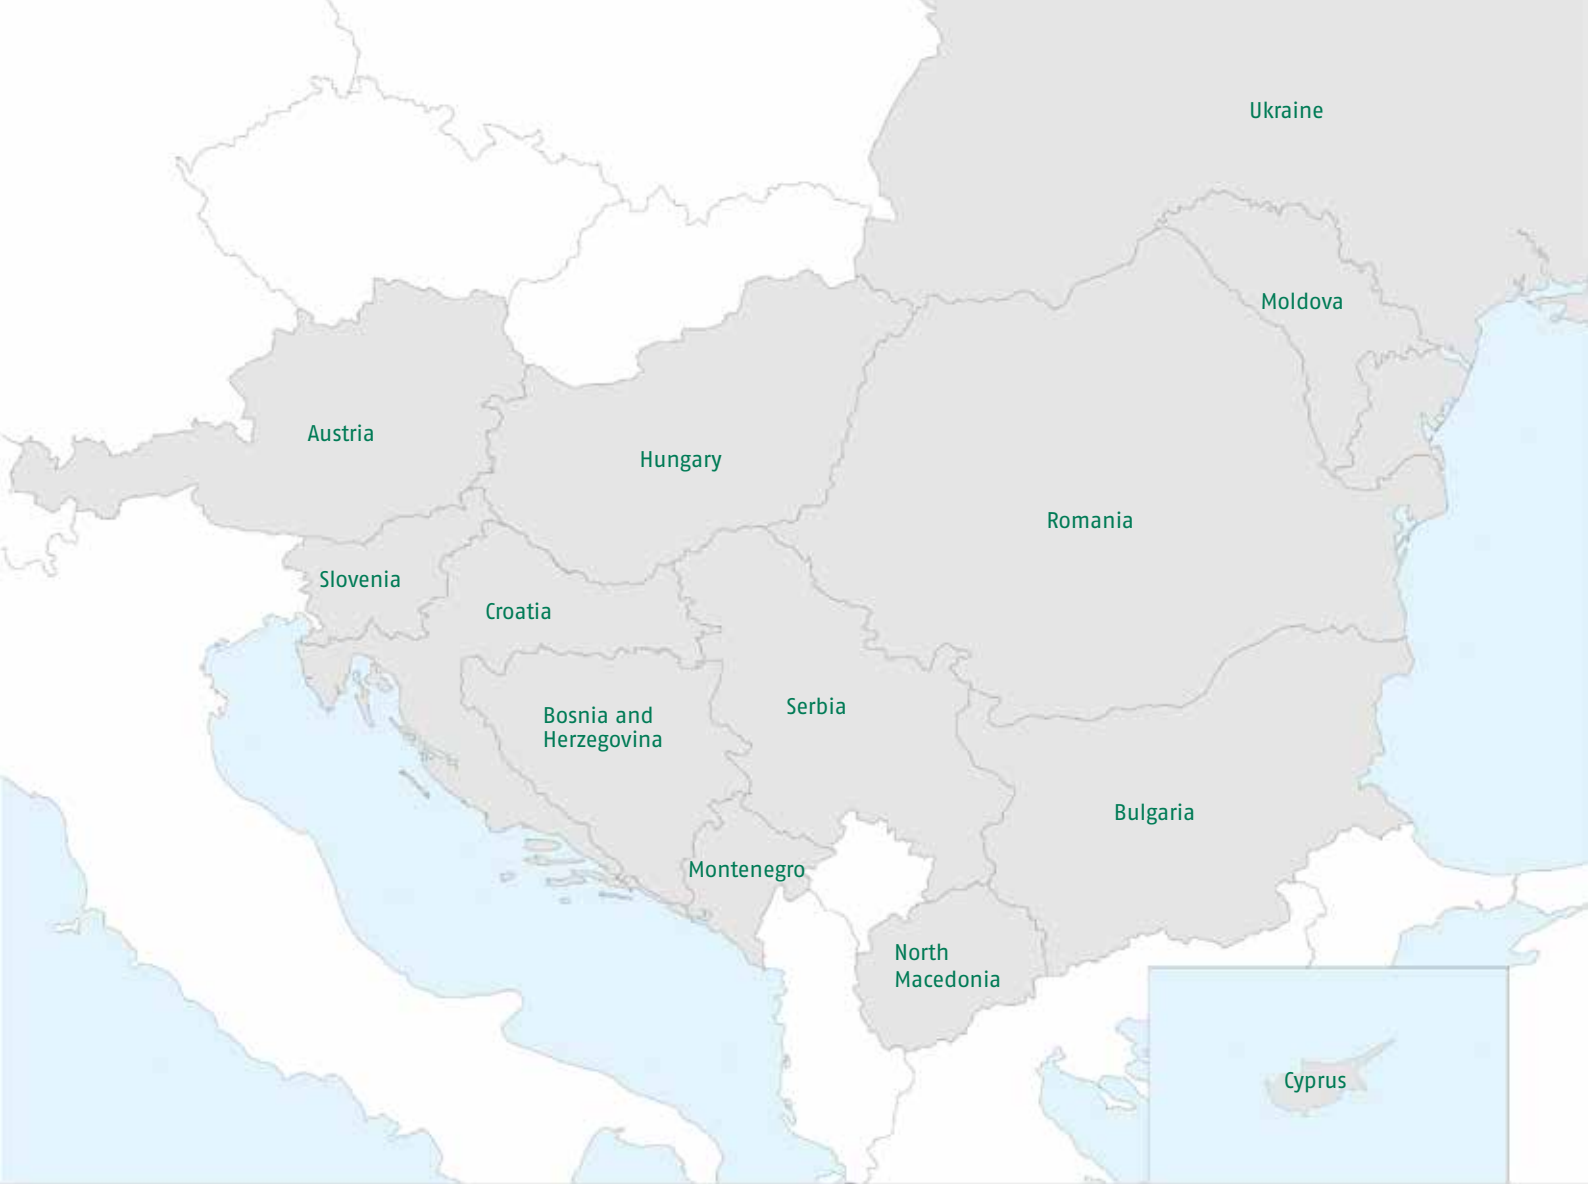 Ukraine
Moldova
Austria
Hungary
Romania
Slovenia
Croatia
Bosnia and
Herzegovina
Serbia
Bulgaria
Montenegro
North
Macedonia
Cyprus